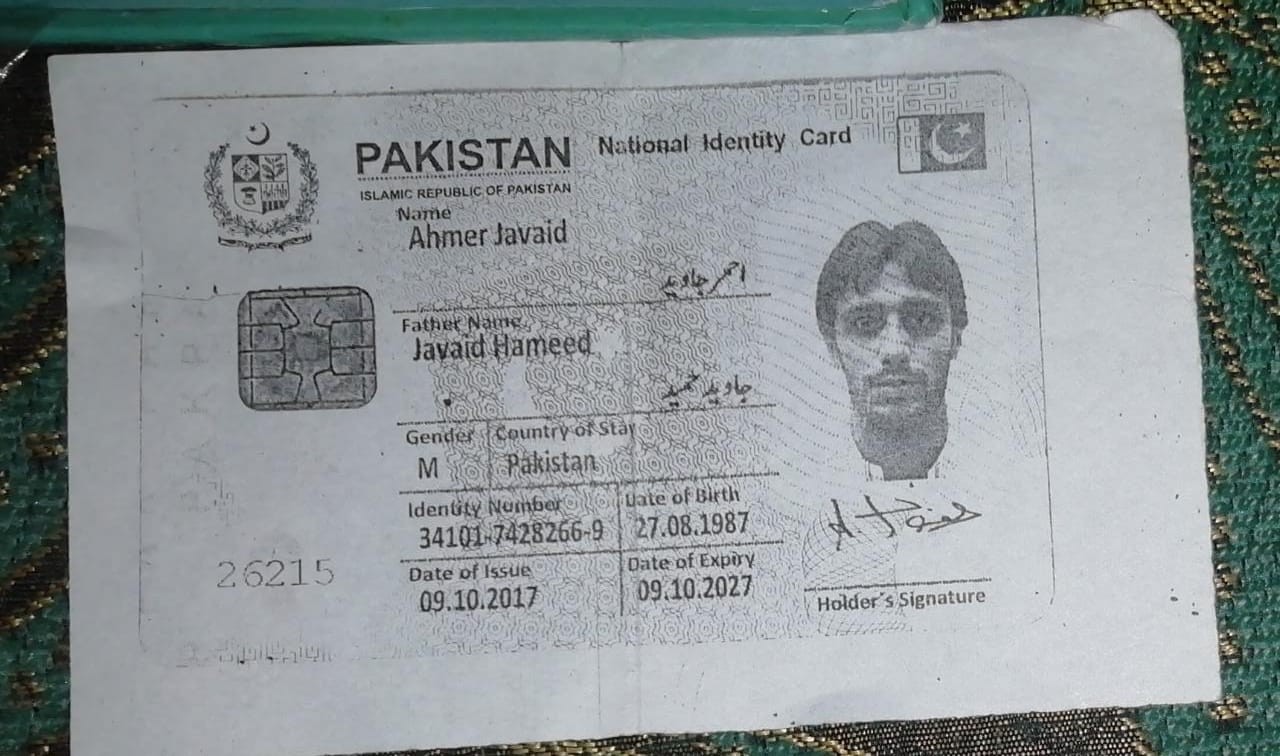 PAKISTAN National Identity Card
ISLAMIC REPUBLIC OF PAKISTAN
Name
Ahmer Javaid
احمر جاوید
Father Name
Javaid Hameed
جاوید حمید
Gender Country of Stay
M Pakistan
Identity Number Date of Birth
34101-7428266-9 27.08.1987
Date of Issue Date of Expiry
09.10.2017 09.10.2027
26215
Holder's Signature